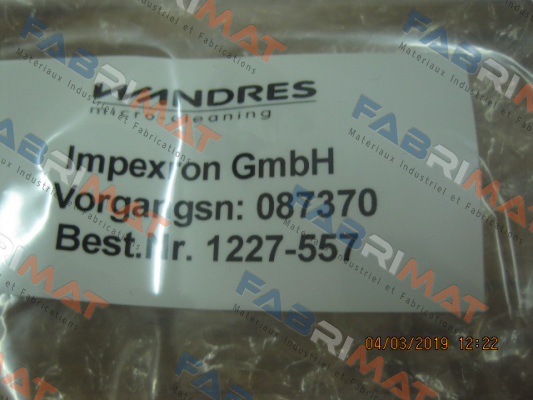 WANDRES
micro-cleaning
Impexron GmbH
Vorgangsn: 087370
Best.Nr. 1227-557
04/03/2019 12:22
FABRIMAT
Materiaux Industriel et Fabrications